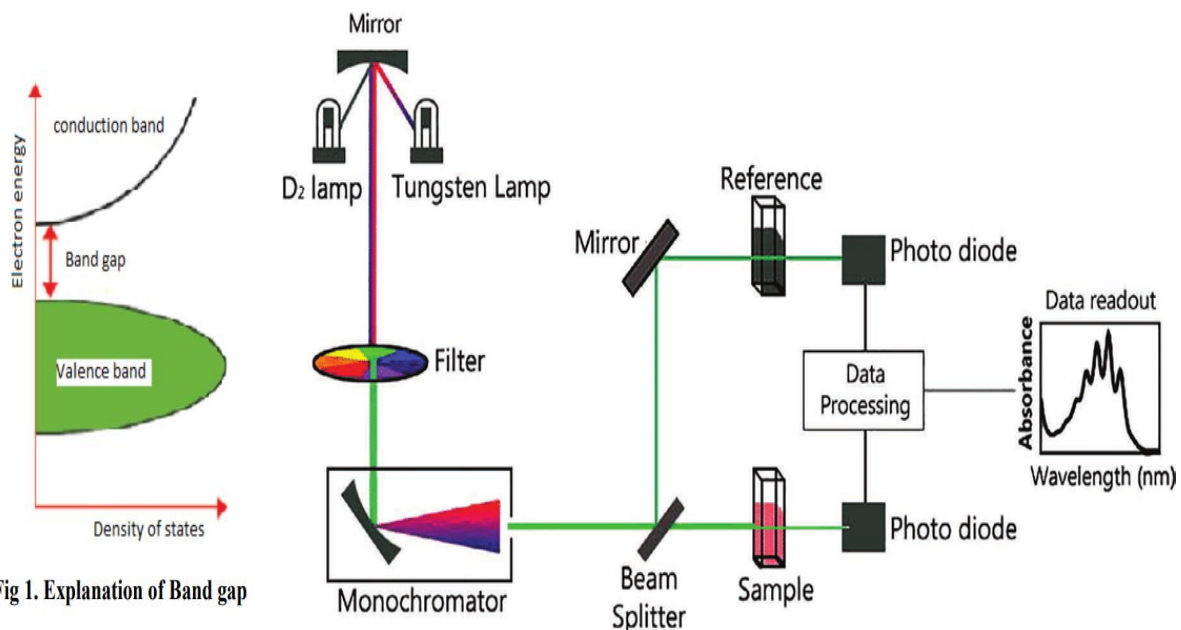 Electron energy
conduction band
Band gap
Valence band
Density of states
ig 1. Explanation of Band gap
Mirror
D2 lamp
Tungsten Lamp
Filter
Monochromator
Mirror
Reference
Photo diode
Beam
Splitter
Sample
Photo diode
Data
Processing
Data readout
Absorbance
Wavelength (nm)